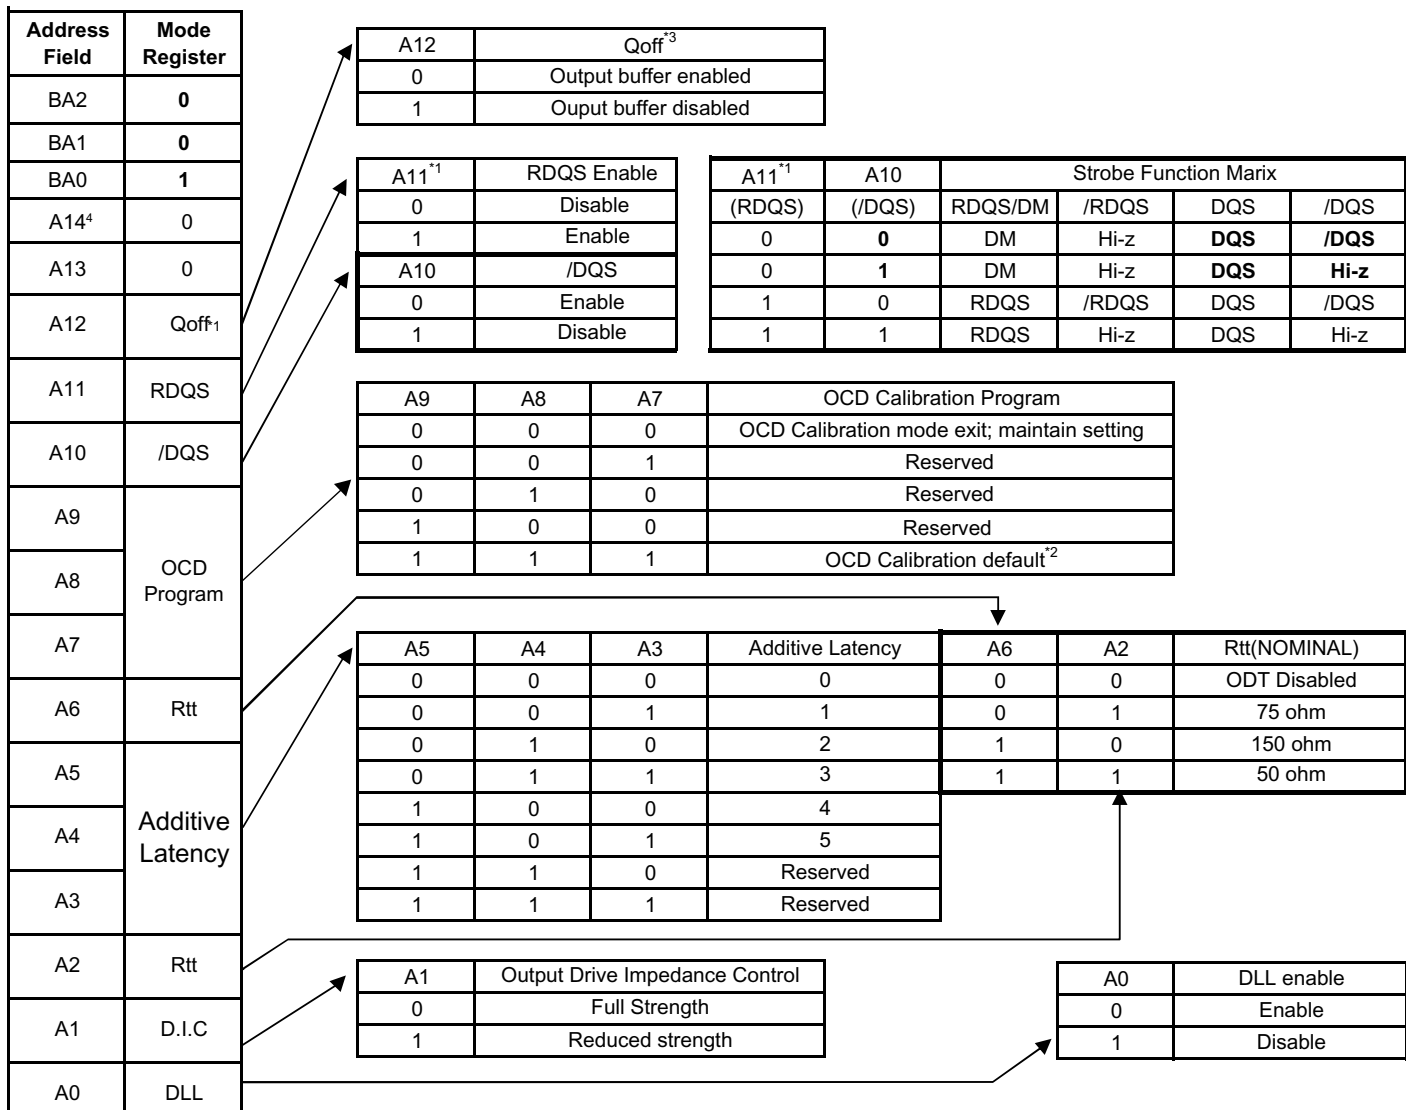 Address Field | Mode Register
BA2 | 0
BA1 | 0
BA0 | 1
A14⁴ | 0
A13 | 0
A12 | Qoff*1
A11 | RDQS
A10 | /DQS
A9 | OCD Program
A8
A7
A6 | Rtt
A5 | Additive Latency
A4
A3
A2 | Rtt
A1 | D.I.C
A0 | DLL
A12 | Qoff*3
0 | Output buffer enabled
1 | Ouput buffer disabled
A11*1 | RDQS Enable
0 | Disable
1 | Enable
A10 | /DQS
0 | Enable
1 | Disable
A11*1 | A10 | Strobe Function Marix
(RDQS) | (/DQS) | RDQS/DM | /RDQS | DQS | /DQS
0 | 0 | DM | Hi-z | DQS | /DQS
0 | 1 | DM | Hi-z | DQS | Hi-z
1 | 0 | RDQS | /RDQS | DQS | /DQS
1 | 1 | RDQS | Hi-z | DQS | Hi-z
A9 | A8 | A7 | OCD Calibration Program
0 | 0 | 0 | OCD Calibration mode exit; maintain setting
0 | 0 | 1 | Reserved
0 | 1 | 0 | Reserved
1 | 0 | 0 | Reserved
1 | 1 | 1 | OCD Calibration default*2
A5 | A4 | A3 | Additive Latency
0 | 0 | 0 | 0
0 | 0 | 1 | 1
0 | 1 | 0 | 2
0 | 1 | 1 | 3
1 | 0 | 0 | 4
1 | 0 | 1 | 5
1 | 1 | 0 | Reserved
1 | 1 | 1 | Reserved
A6 | A2 | Rtt(NOMINAL)
0 | 0 | ODT Disabled
0 | 1 | 75 ohm
1 | 0 | 150 ohm
1 | 1 | 50 ohm
A1 | Output Drive Impedance Control
0 | Full Strength
1 | Reduced strength
A0 | DLL enable
0 | Enable
1 | Disable